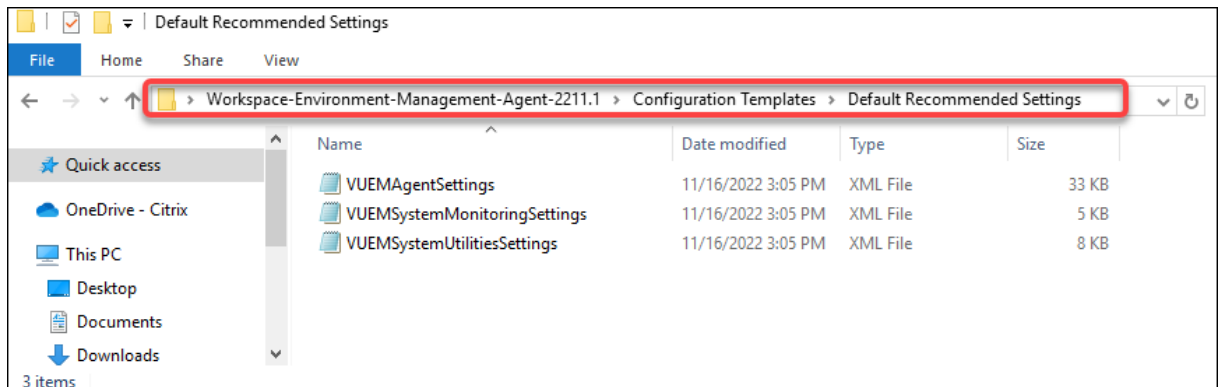 Default Recommended Settings
File Home Share View
Workspace-Environment-Management-Agent-2211.1 > Configuration Templates > Default Recommended Settings
Name Date modified Type Size
Quick access
VUEMAgentSettings 11/16/2022 3:05 PM XML File 33 KB
OneDrive - Citrix
VUEMSystemMonitoringSettings 11/16/2022 3:05 PM XML File 5 KB
VUEMSystemUtilitiesSettings 11/16/2022 3:05 PM XML File 8 KB
This PC
Desktop
Documents
Downloads
3 items